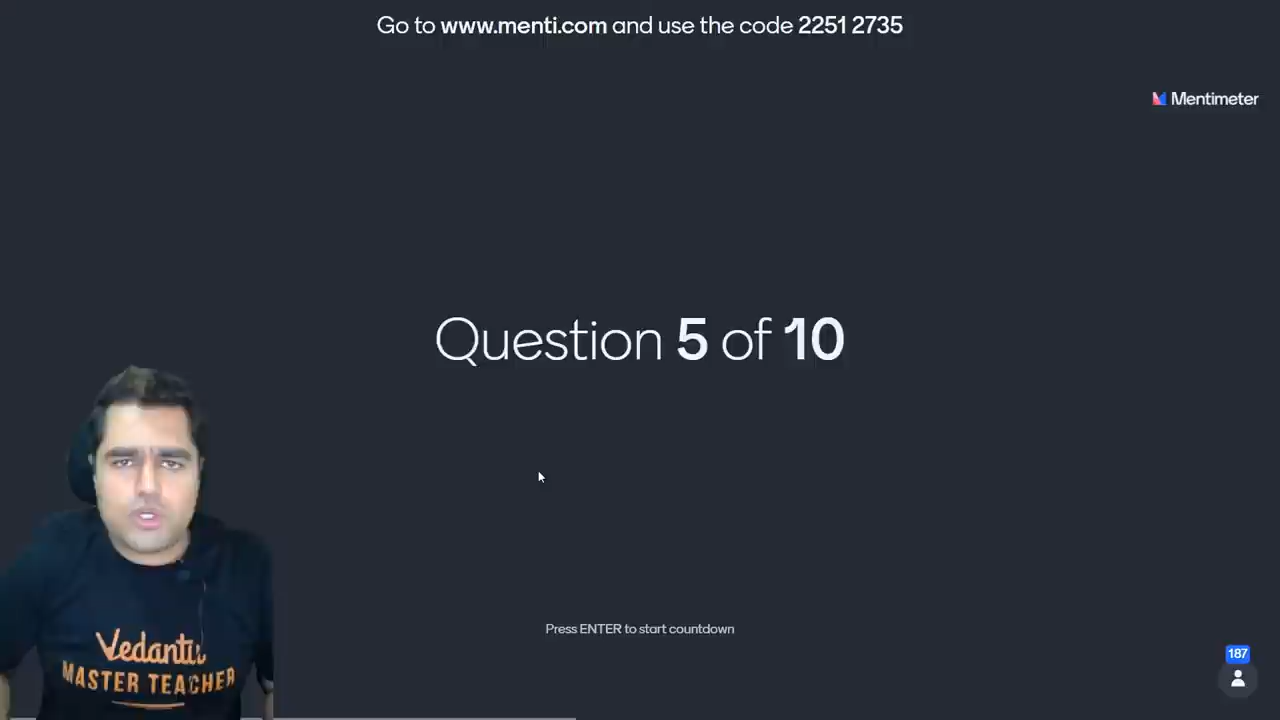 Go to www.menti.com and use the code 2251 2735
Mentimeter
Question 5 of 10
Press ENTER to start countdown
187
MASTER TEACHER